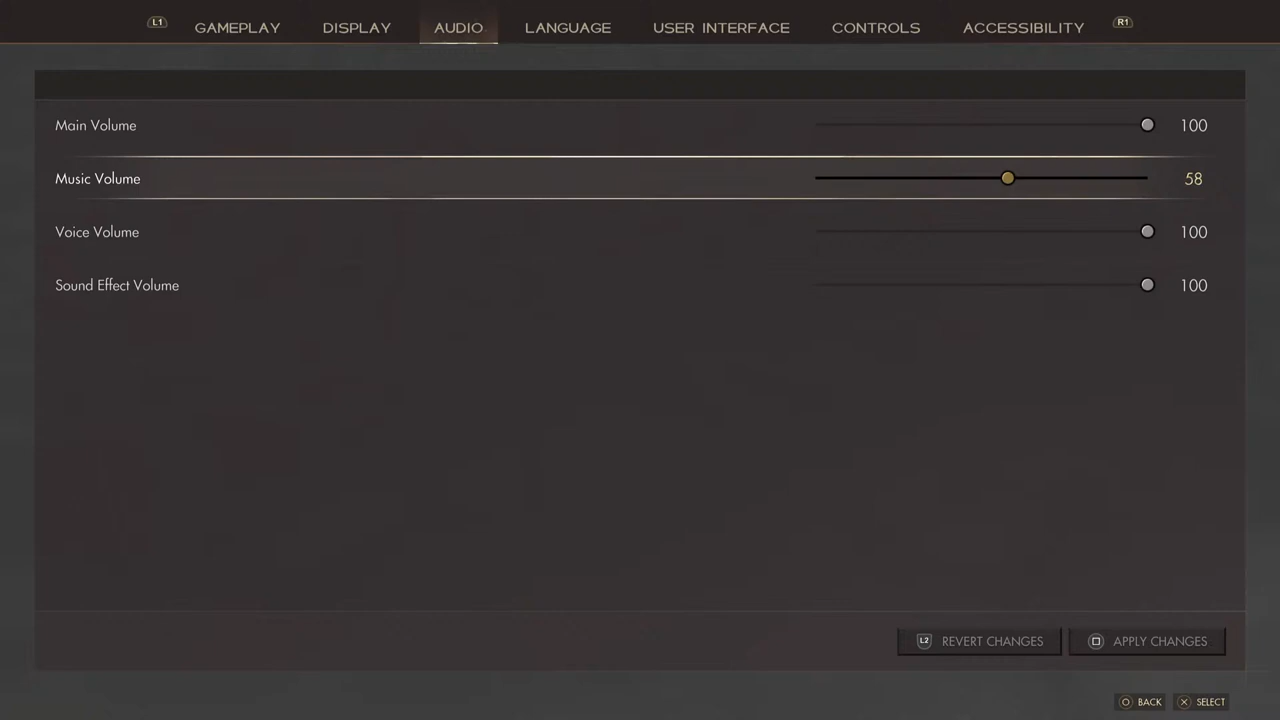 L1 GAMEPLAY DISPLAY AUDIO LANGUAGE USER INTERFACE CONTROLS ACCESSIBILITY R1
Main Volume 100
Music Volume 58
Voice Volume 100
Sound Effect Volume 100
L2 REVERT CHANGES APPLY CHANGES
BACK SELECT